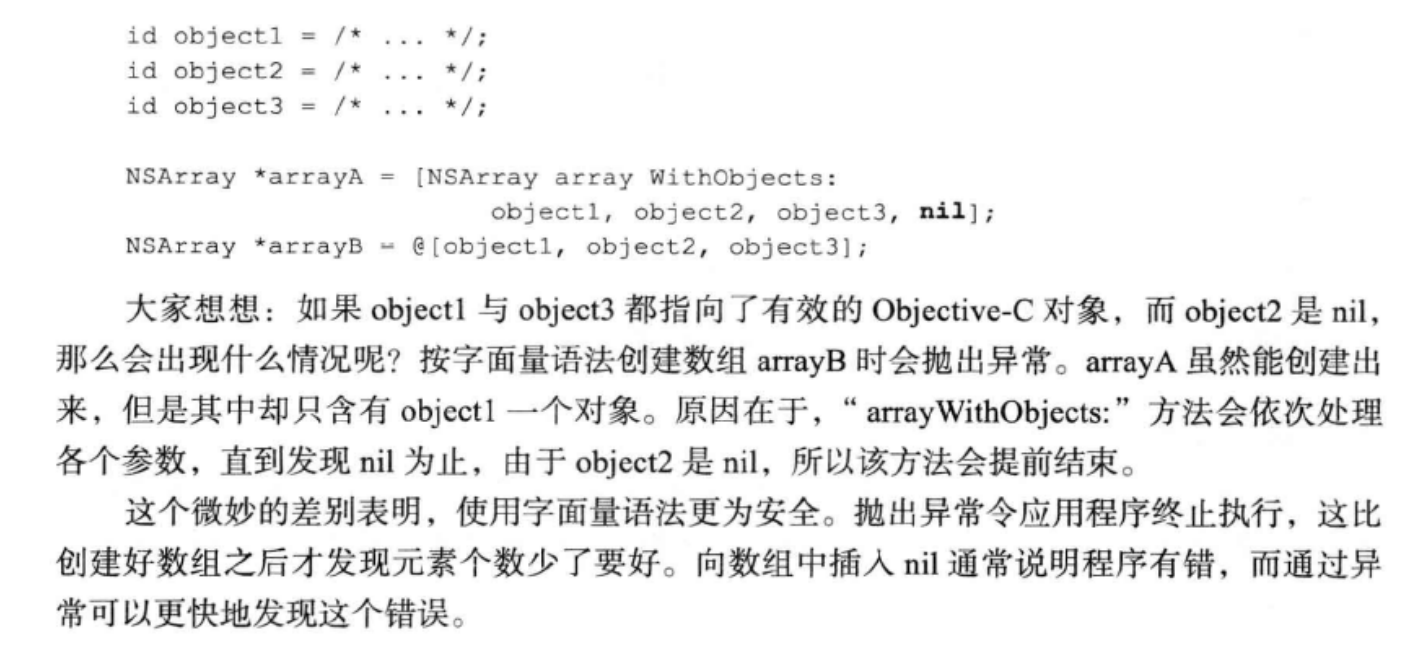 id object1 = /* ... */;
id object2 = /* ... */;
id object3 = /* ... */;
NSArray *arrayA = [NSArray array WithObjects:
object1, object2, object3, nil];
NSArray *arrayB = @[object1, object2, object3];
大家想想：如果 object1 与 object3 都指向了有效的 Objective-C 对象，而 object2 是 nil，
那么会出现什么情况呢？按字面量语法创建数组 arrayB 时会抛出异常。arrayA 虽然能创建出
来，但是其中却只含有 object1 一个对象。原因在于，“arrayWithObjects:”方法会依次处理
各个参数，直到发现 nil 为止，由于 object2 是 nil，所以该方法会提前结束。
这个微妙的差别表明，使用字面量语法更为安全。抛出异常令应用程序终止执行，这比
创建好数组之后才发现元素个数少了要好。向数组中插入 nil 通常说明程序有错，而通过异
常可以更快地发现这个错误。